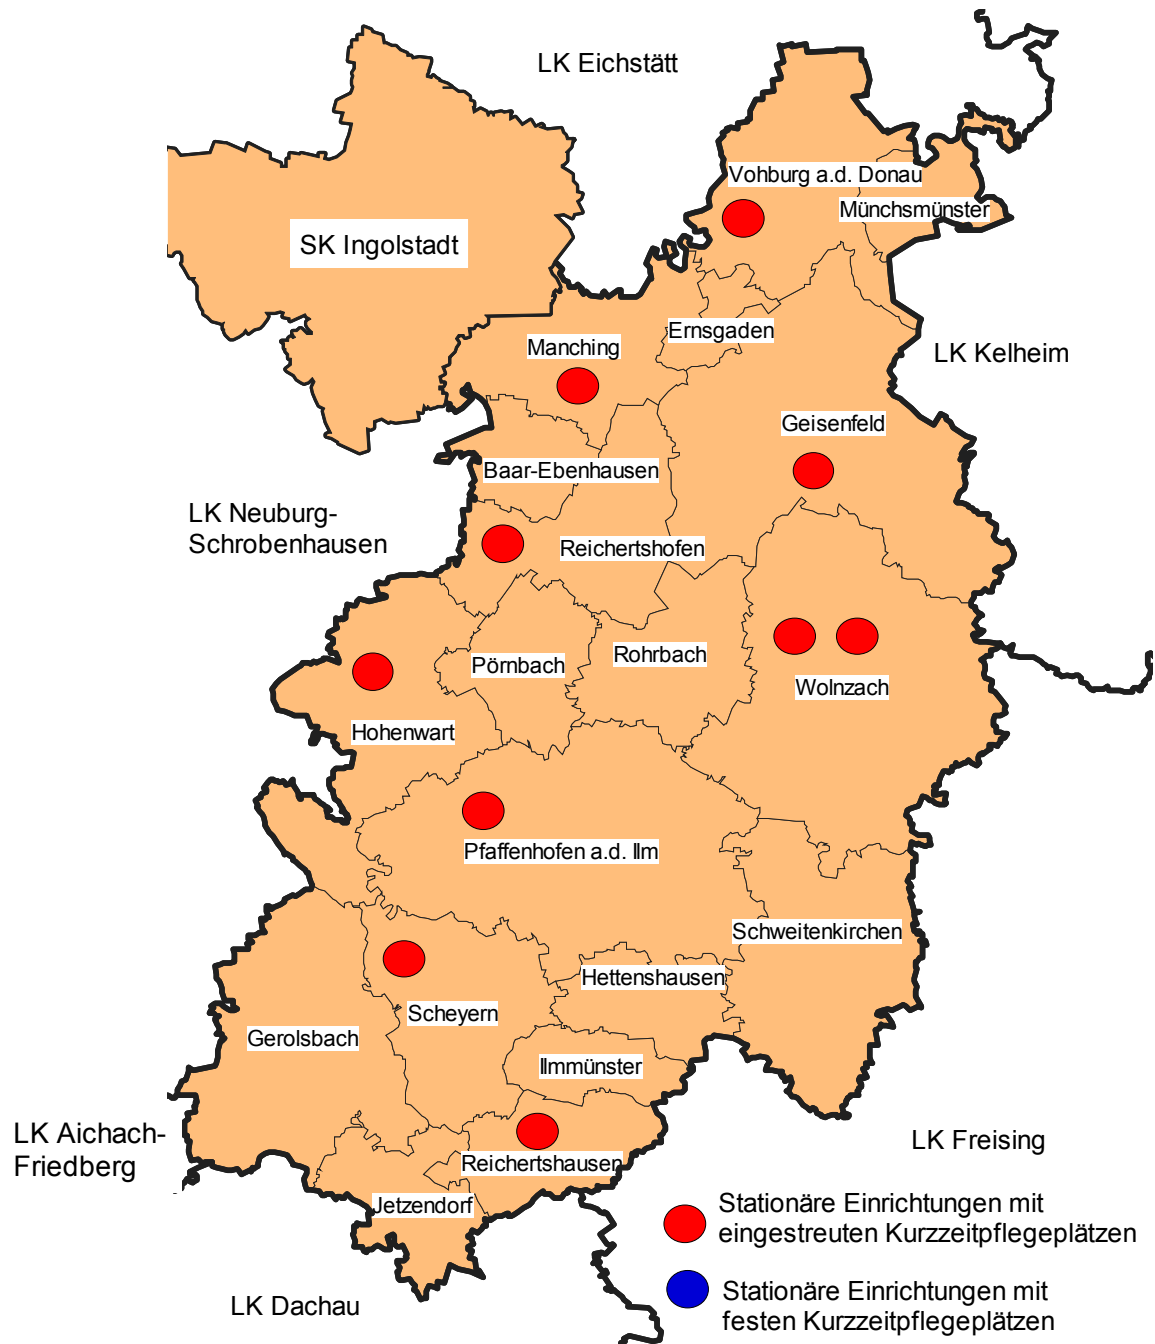 LK Eichstätt
Vohburg a.d. Donau
Münchsmünster
SK Ingolstadt
Ernsgaden
Manching
LK Kelheim
Geisenfeld
Baar-Ebenhausen
LK Neuburg-
Schrobenhausen
Reichertshofen
Rohrbach
Pörnbach
Wolnzach
Hohenwart
Pfaffenhofen a.d. Ilm
Schweitenkirchen
Hettenshausen
Scheyern
Gerolsbach
Ilmmünster
LK Aichach-
Friedberg
LK Freising
Reichertshausen
Jetzendorf
Stationäre Einrichtungen mit
eingestreuten Kurzzeitpflegeplätzen
LK Dachau
Stationäre Einrichtungen mit
festen Kurzzeitpflegeplätzen